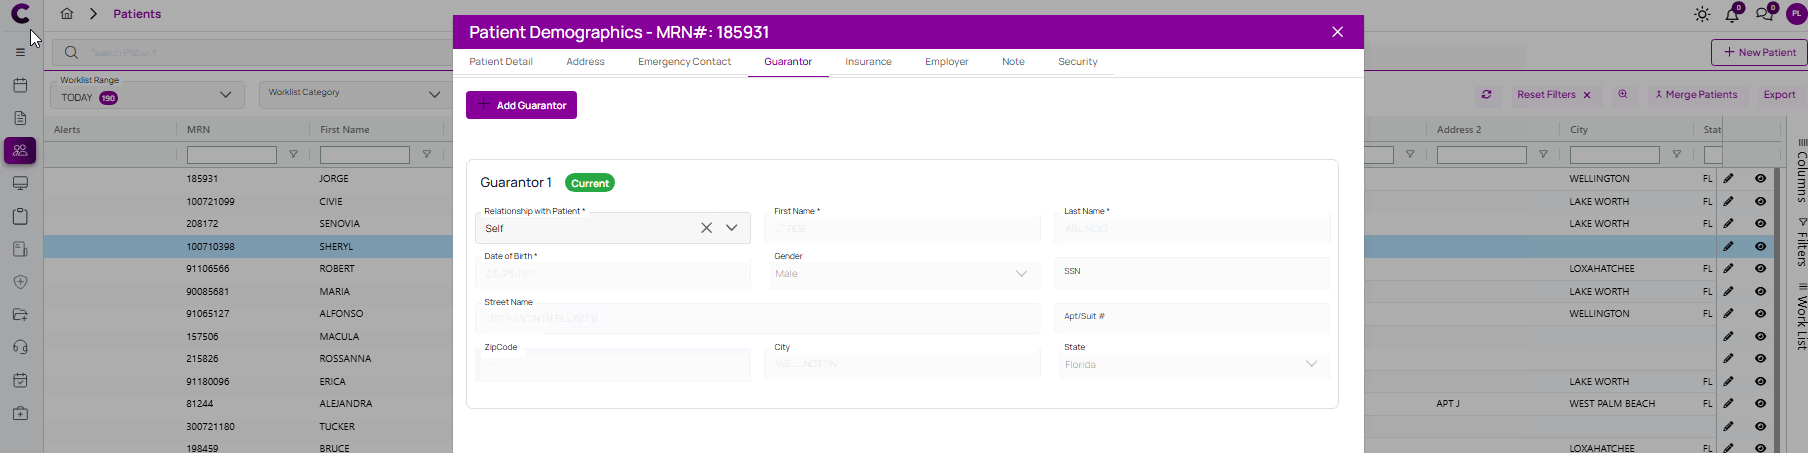 Patients
0
0
PL
Patient Demographics - MRN#: 185931
Patient Detail Address Emergency Contact Guarantor Insurance Employer Note Security
Search Patient
+ New Patient
Worklist Range
TODAY 190
Worklist Category
Reset Filters ×
Merge Patients
Export
+ Add Guarantor
Alerts MRN First Name Address 2 City Stat
Guarantor 1 Current
Relationship with Patient * First Name * Last Name *
Self
Date of Birth * Gender SSN
Male
Street Name Apt/Suit #
ZipCode City State
WELLINGTON Florida
185931 JORGE WELLINGTON FL
100721099 CIVIE LAKE WORTH FL
208172 SENOVIA LAKE WORTH FL
100710398 SHERYL
91106566 ROBERT LOXAHATCHEE FL
90085681 MARIA LAKE WORTH FL
91065127 ALFONSO WELLINGTON FL
157506 MACULA FL
215826 ROSSANNA FL
91180096 ERICA LAKE WORTH FL
81244 ALEJANDRA APT J WEST PALM BEACH FL
300721180 TUCKER
198459 BRUCE LOXAHATCHEE FL
Columns
Filters
Work List